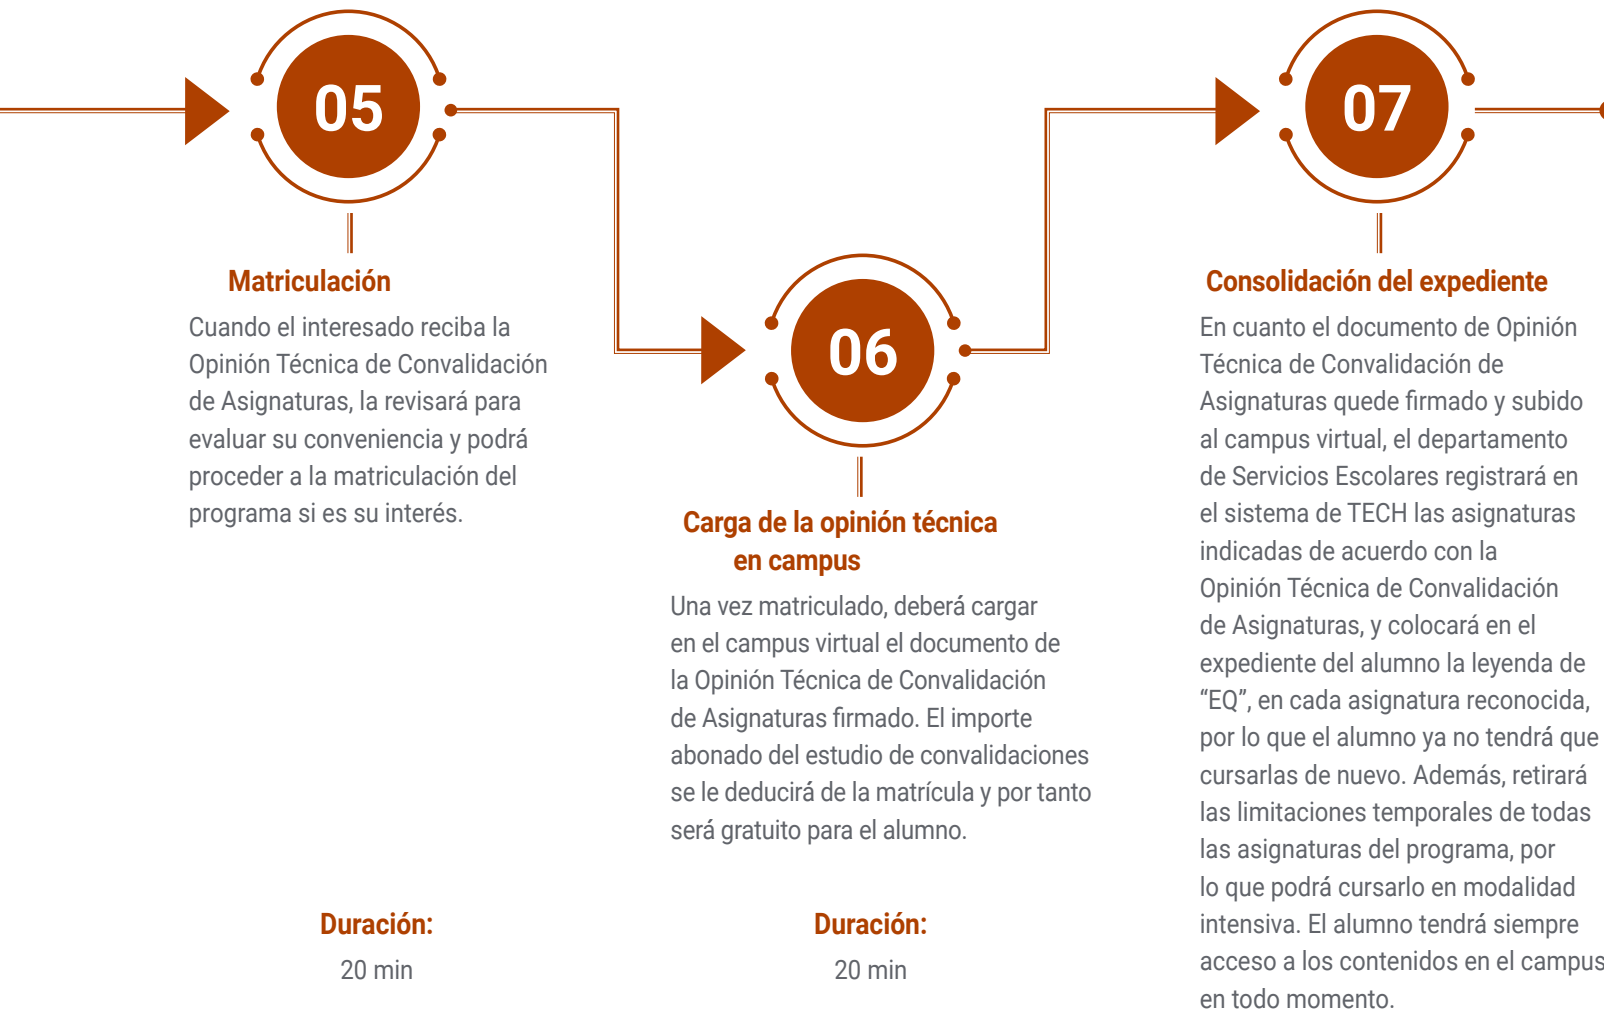 05
Matriculación
Cuando el interesado reciba la
Opinión Técnica de Convalidación
de Asignaturas, la revisará para
evaluar su conveniencia y podrá
proceder a la matriculación del
programa si es su interés.
Duración:
20 min
06
Carga de la opinión técnica
en campus
Una vez matriculado, deberá cargar
en el campus virtual el documento de
la Opinión Técnica de Convalidación
de Asignaturas firmado. El importe
abonado del estudio de convalidaciones
se le deducirá de la matrícula y por tanto
será gratuito para el alumno.
Duración:
20 min
07
Consolidación del expediente
En cuanto el documento de Opinión
Técnica de Convalidación de
Asignaturas quede firmado y subido
al campus virtual, el departamento
de Servicios Escolares registrará en
el sistema de TECH las asignaturas
indicadas de acuerdo con la
Opinión Técnica de Convalidación
de Asignaturas, y colocará en el
expediente del alumno la leyenda de
“EQ”, en cada asignatura reconocida,
por lo que el alumno ya no tendrá que
cursarlas de nuevo. Además, retirará
las limitaciones temporales de todas
las asignaturas del programa, por
lo que podrá cursarlo en modalidad
intensiva. El alumno tendrá siempre
acceso a los contenidos en el campus
en todo momento.